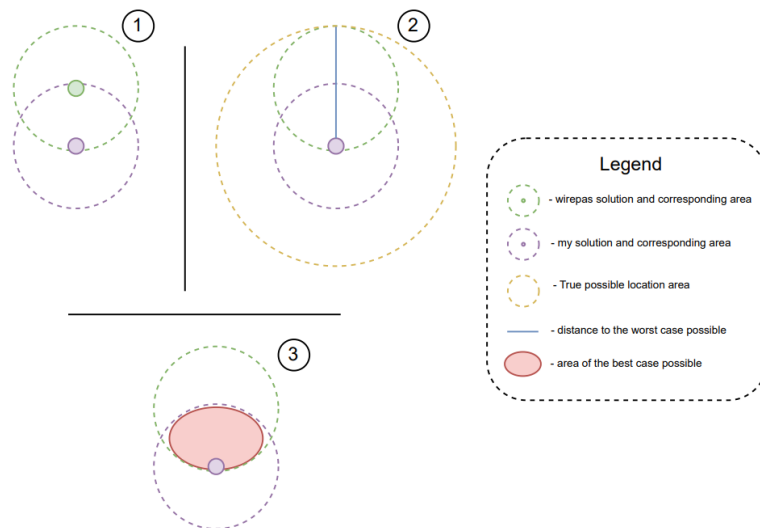 1
2
Legend
- wirepas solution and corresponding area
- my solution and corresponding area
- True possible location area
- distance to the worst case possible
3
- area of the best case possible